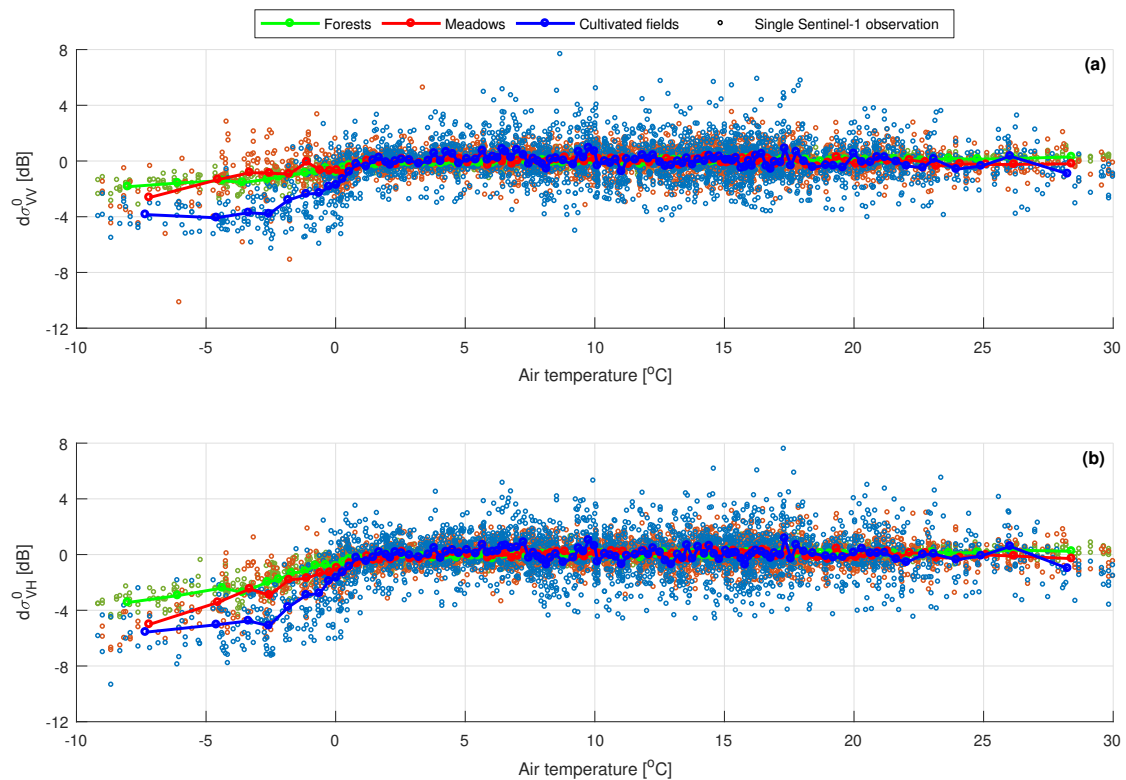 Forests Meadows Cultivated fields Single Sentinel-1 observation
(a)
8
4
0
-4
-8
-12
dσ⁰VV [dB]
-10 -5 0 5 10 15 20 25 30
Air temperature [°C]
(b)
8
4
0
-4
-8
-12
dσ⁰VH [dB]
-10 -5 0 5 10 15 20 25 30
Air temperature [°C]